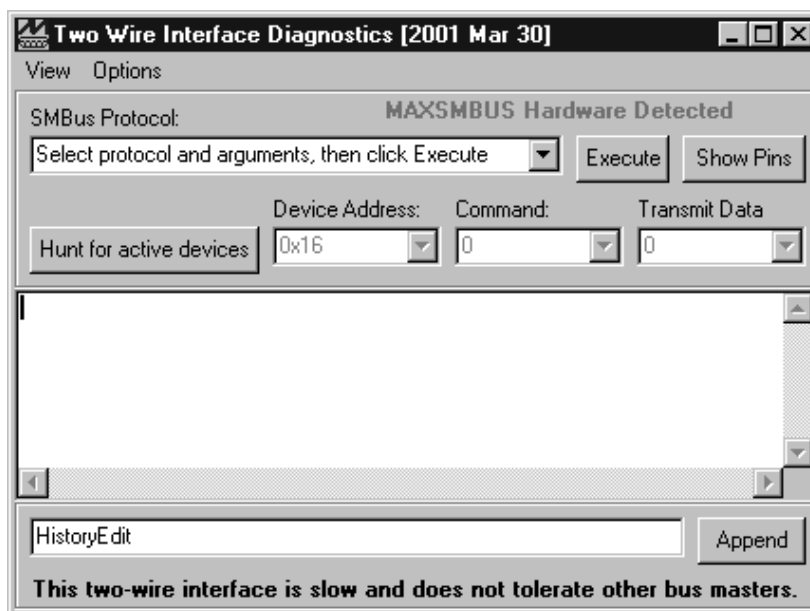 Two Wire Interface Diagnostics [2001 Mar 30]
View Options
MAXSMBUS Hardware Detected
SMBus Protocol:
Select protocol and arguments, then click Execute
Execute
Show Pins
Device Address: Command: Transmit Data
Hunt for active devices
0x16
0
0
HistoryEdit
Append
This two-wire interface is slow and does not tolerate other bus masters.